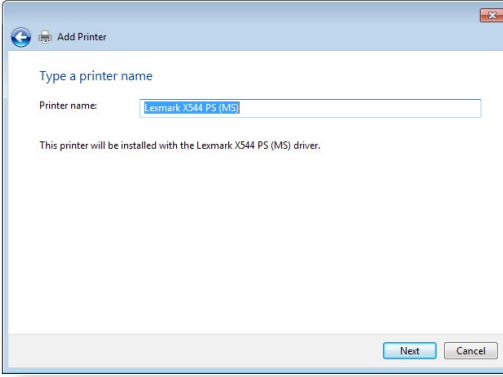 Add Printer
Type a printer name
Printer name: Lexmark X544 PS (MS)
This printer will be installed with the Lexmark X544 PS (MS) driver.
Next Cancel